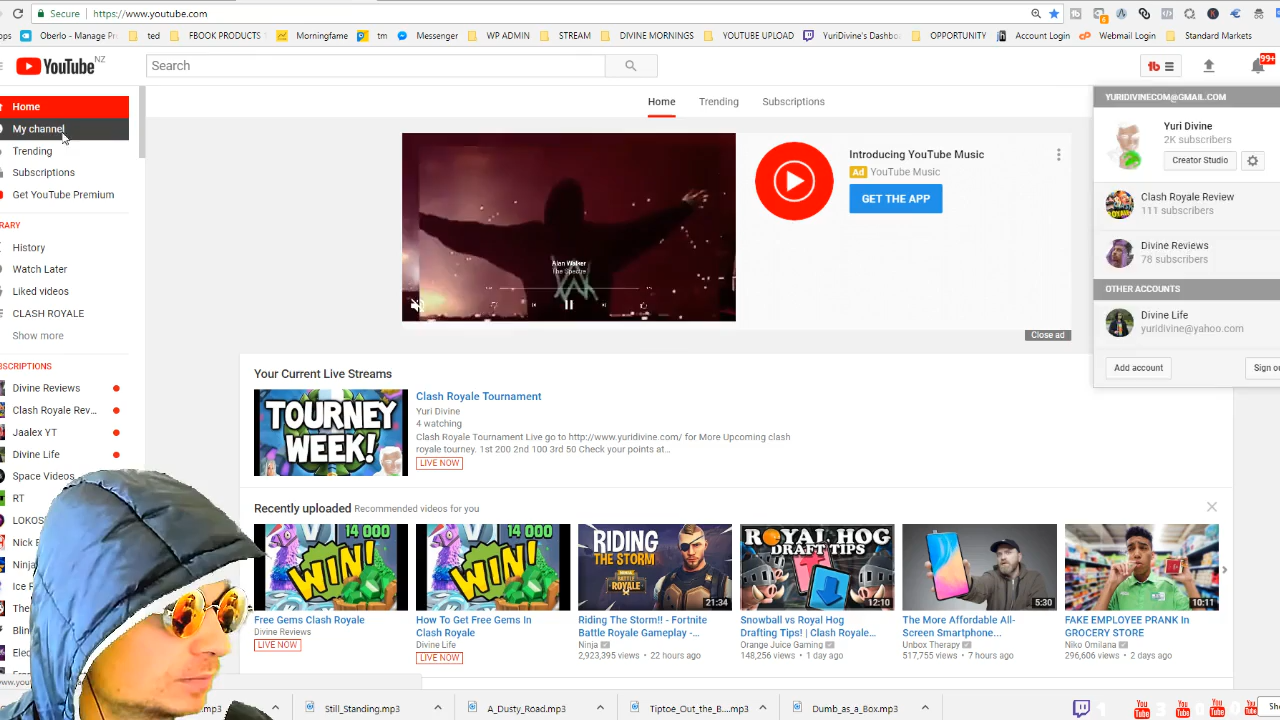 Secure https://www.youtube.com
Oberlo - Manage Pr
ted
FBOOK PRODUCTS
Morningfame
tm
Messenger
WP ADMIN
STREAM
DIVINE MORNINGS
YOUTUBE UPLOAD
YuriDivine's Dashb
OPPORTUNITY
Account Login
Webmail Login
Standard Markets
YouTube NZ
Search
99+
Home
My channel
Trending
Subscriptions
Get YouTube Premium
History
Watch Later
Liked videos
CLASH ROYALE
Show more
Divine Reviews
Clash Royale Rev...
Jaalex YT
Divine Life
Space Videos
RT
Home
Trending
Subscriptions
Alan Walker
The Spectre
Introducing YouTube Music
Ad YouTube Music
GET THE APP
Close ad
YURIDIVINECOM@GMAIL.COM
Yuri Divine
2K subscribers
Creator Studio
Clash Royale Review
111 subscribers
Divine Reviews
78 subscribers
OTHER ACCOUNTS
Divine Life
yuridivine@yahoo.com
Add account
Sign ou
Your Current Live Streams
TOURNEY
WEEK!
Clash Royale Tournament
Yuri Divine
4 watching
Clash Royale Tournament Live go to http://www.yuridivine.com/ for More Upcoming clash
royale tourney. 1st 200 2nd 100 3rd 50 Check your points at...
LIVE NOW
Recently uploaded Recommended videos for you
14 000
WIN!
Free Gems Clash Royale
Divine Reviews
LIVE NOW
14 000
WIN!
How To Get Free Gems In
Clash Royale
Divine Life
LIVE NOW
RIDING
THE STORM
21:34
Riding The Storm!! - Fortnite
Battle Royale Gameplay -...
Ninja
2,923,395 views • 22 hours ago
ROYAL HOG
DRAFT TIPS
12:10
Snowball vs Royal Hog
Drafting Tips! | Clash Royale...
Orange Juice Gaming
148,256 views • 1 day ago
5:30
The More Affordable All-
Screen Smartphone...
Unbox Therapy
517,755 views • 7 hours ago
10:11
FAKE EMPLOYEE PRANK In
GROCERY STORE
Niko Omilana
296,606 views • 2 days ago
.mp3
Still_Standing.mp3
A_Dusty_Road.mp3
Tiptoe_Out_the_B....mp3
Dumb_as_a_Box.mp3